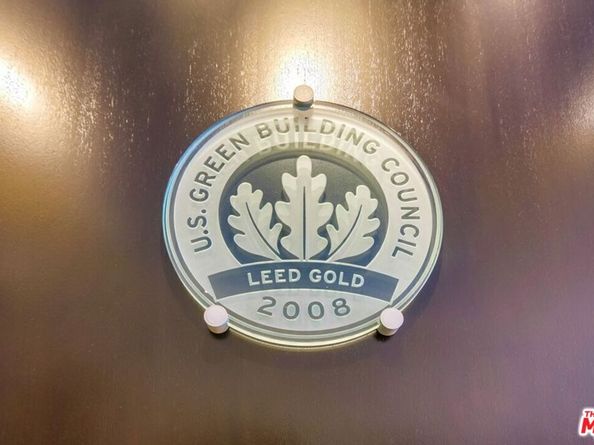 U.S. GREEN BUILDING COUNCIL
LEED GOLD
2008